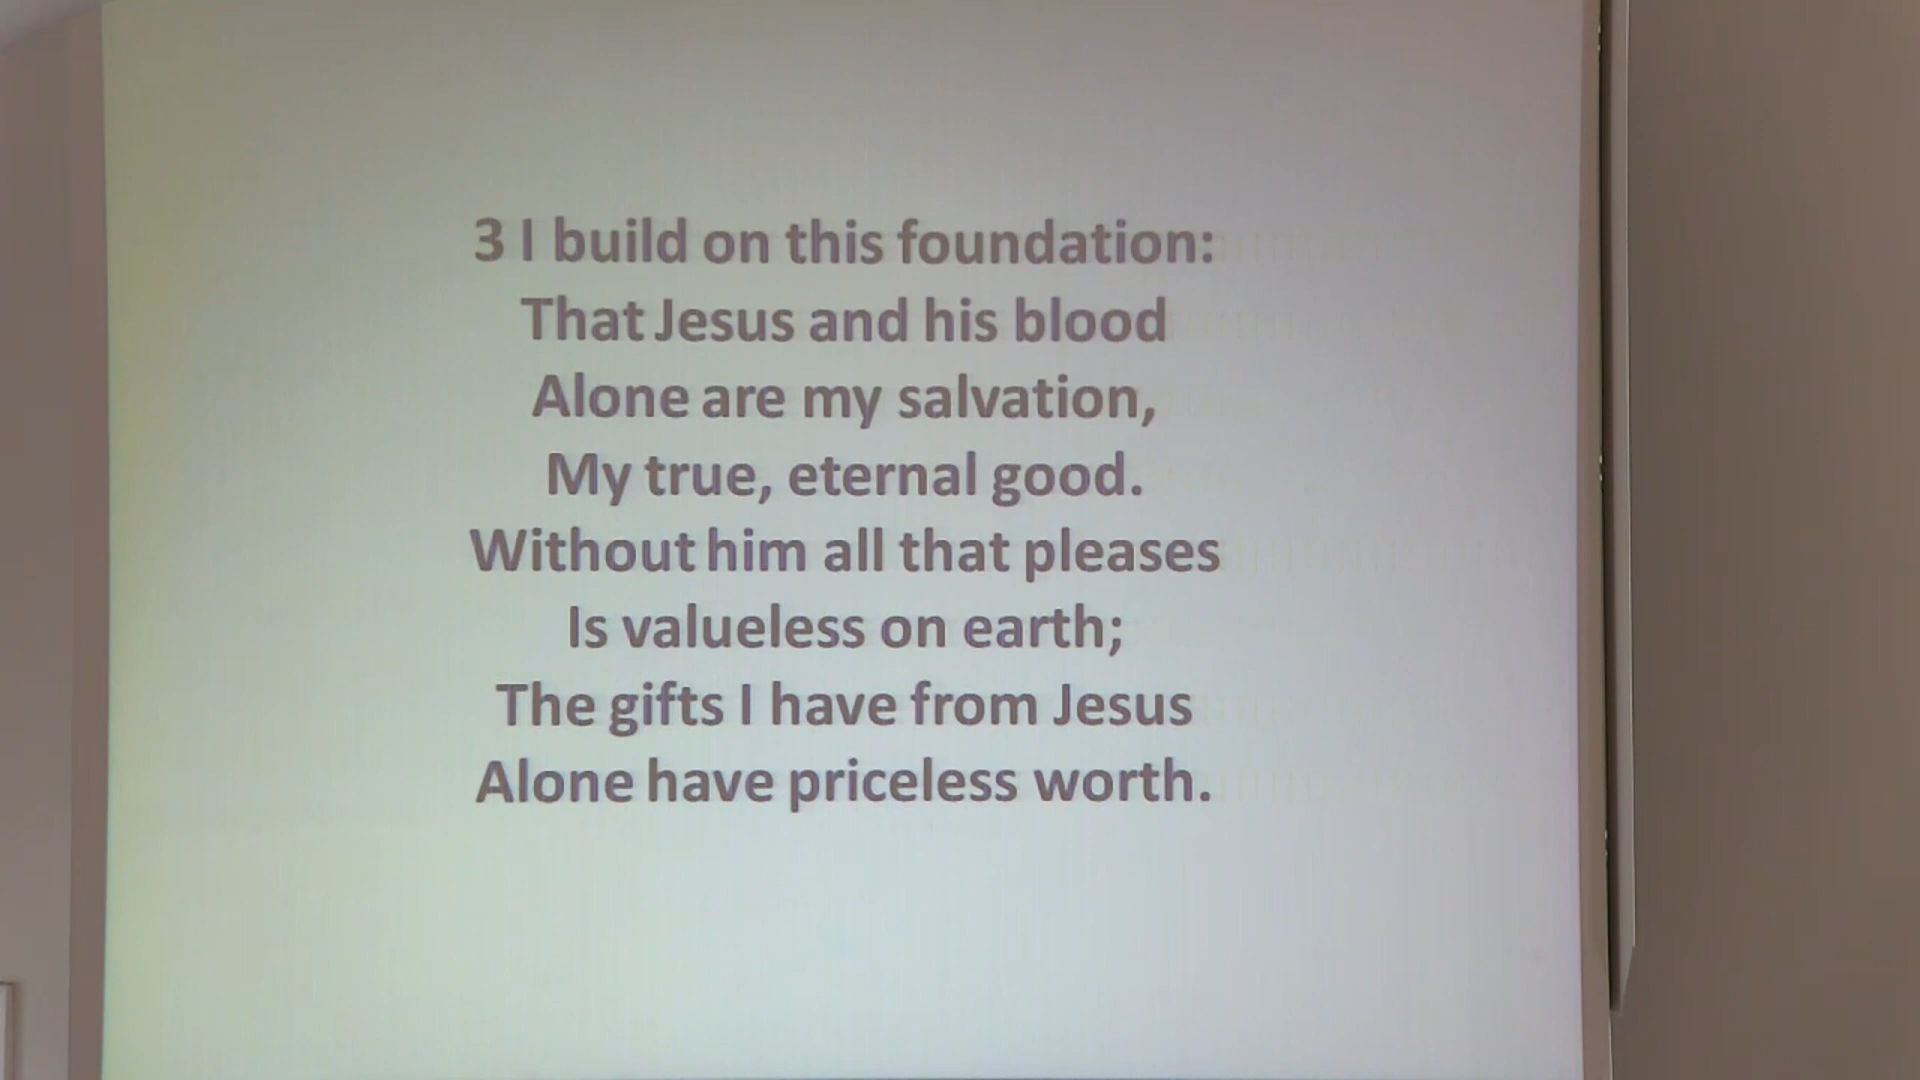 3 I build on this foundation:
That Jesus and his blood
Alone are my salvation,
My true, eternal good.
Without him all that pleases
Is valueless on earth;
The gifts I have from Jesus
Alone have priceless worth.